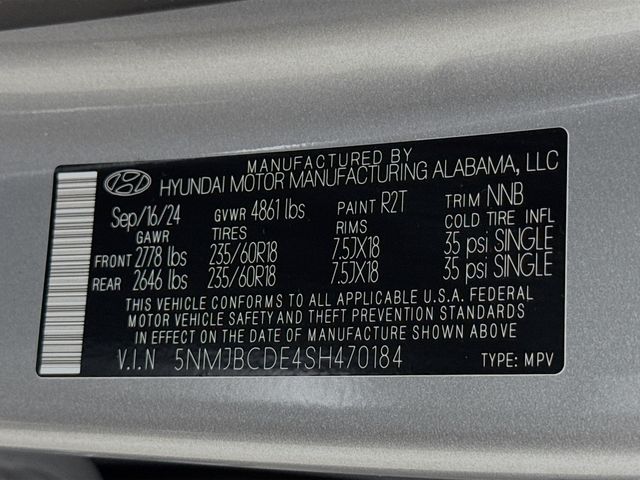 MANUFACTURED BY
HYUNDAI MOTOR MANUFACTURING ALABAMA, LLC
Sep/16/24 GVWR 4861 lbs PAINT R2T TRIM NNB
GAWR TIRES RIMS COLD TIRE INFL
FRONT 2778 lbs 235/60R18 7.5JX18 35 psi SINGLE
REAR 2646 lbs 235/60R18 7.5JX18 35 psi SINGLE
THIS VEHICLE CONFORMS TO ALL APPLICABLE U.S.A. FEDERAL
MOTOR VEHICLE SAFETY AND THEFT PREVENTION STANDARDS
IN EFFECT ON THE DATE OF MANUFACTURE SHOWN ABOVE
V.I.N 5NMJBCDE4SH470184 TYPE: MPV